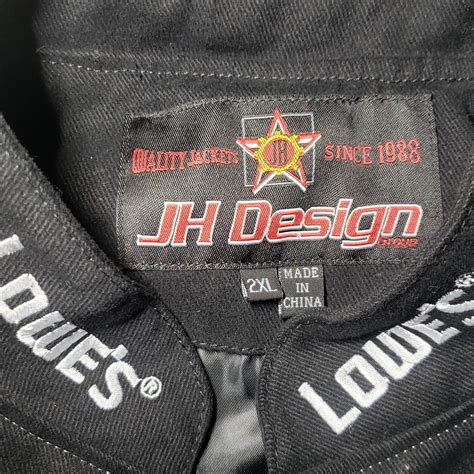 QUALITY JACKETS
JH
SINCE 1988
JH Design
GROUP
2XL
MADE
IN
CHINA
LOWE'S®
LOWE'S